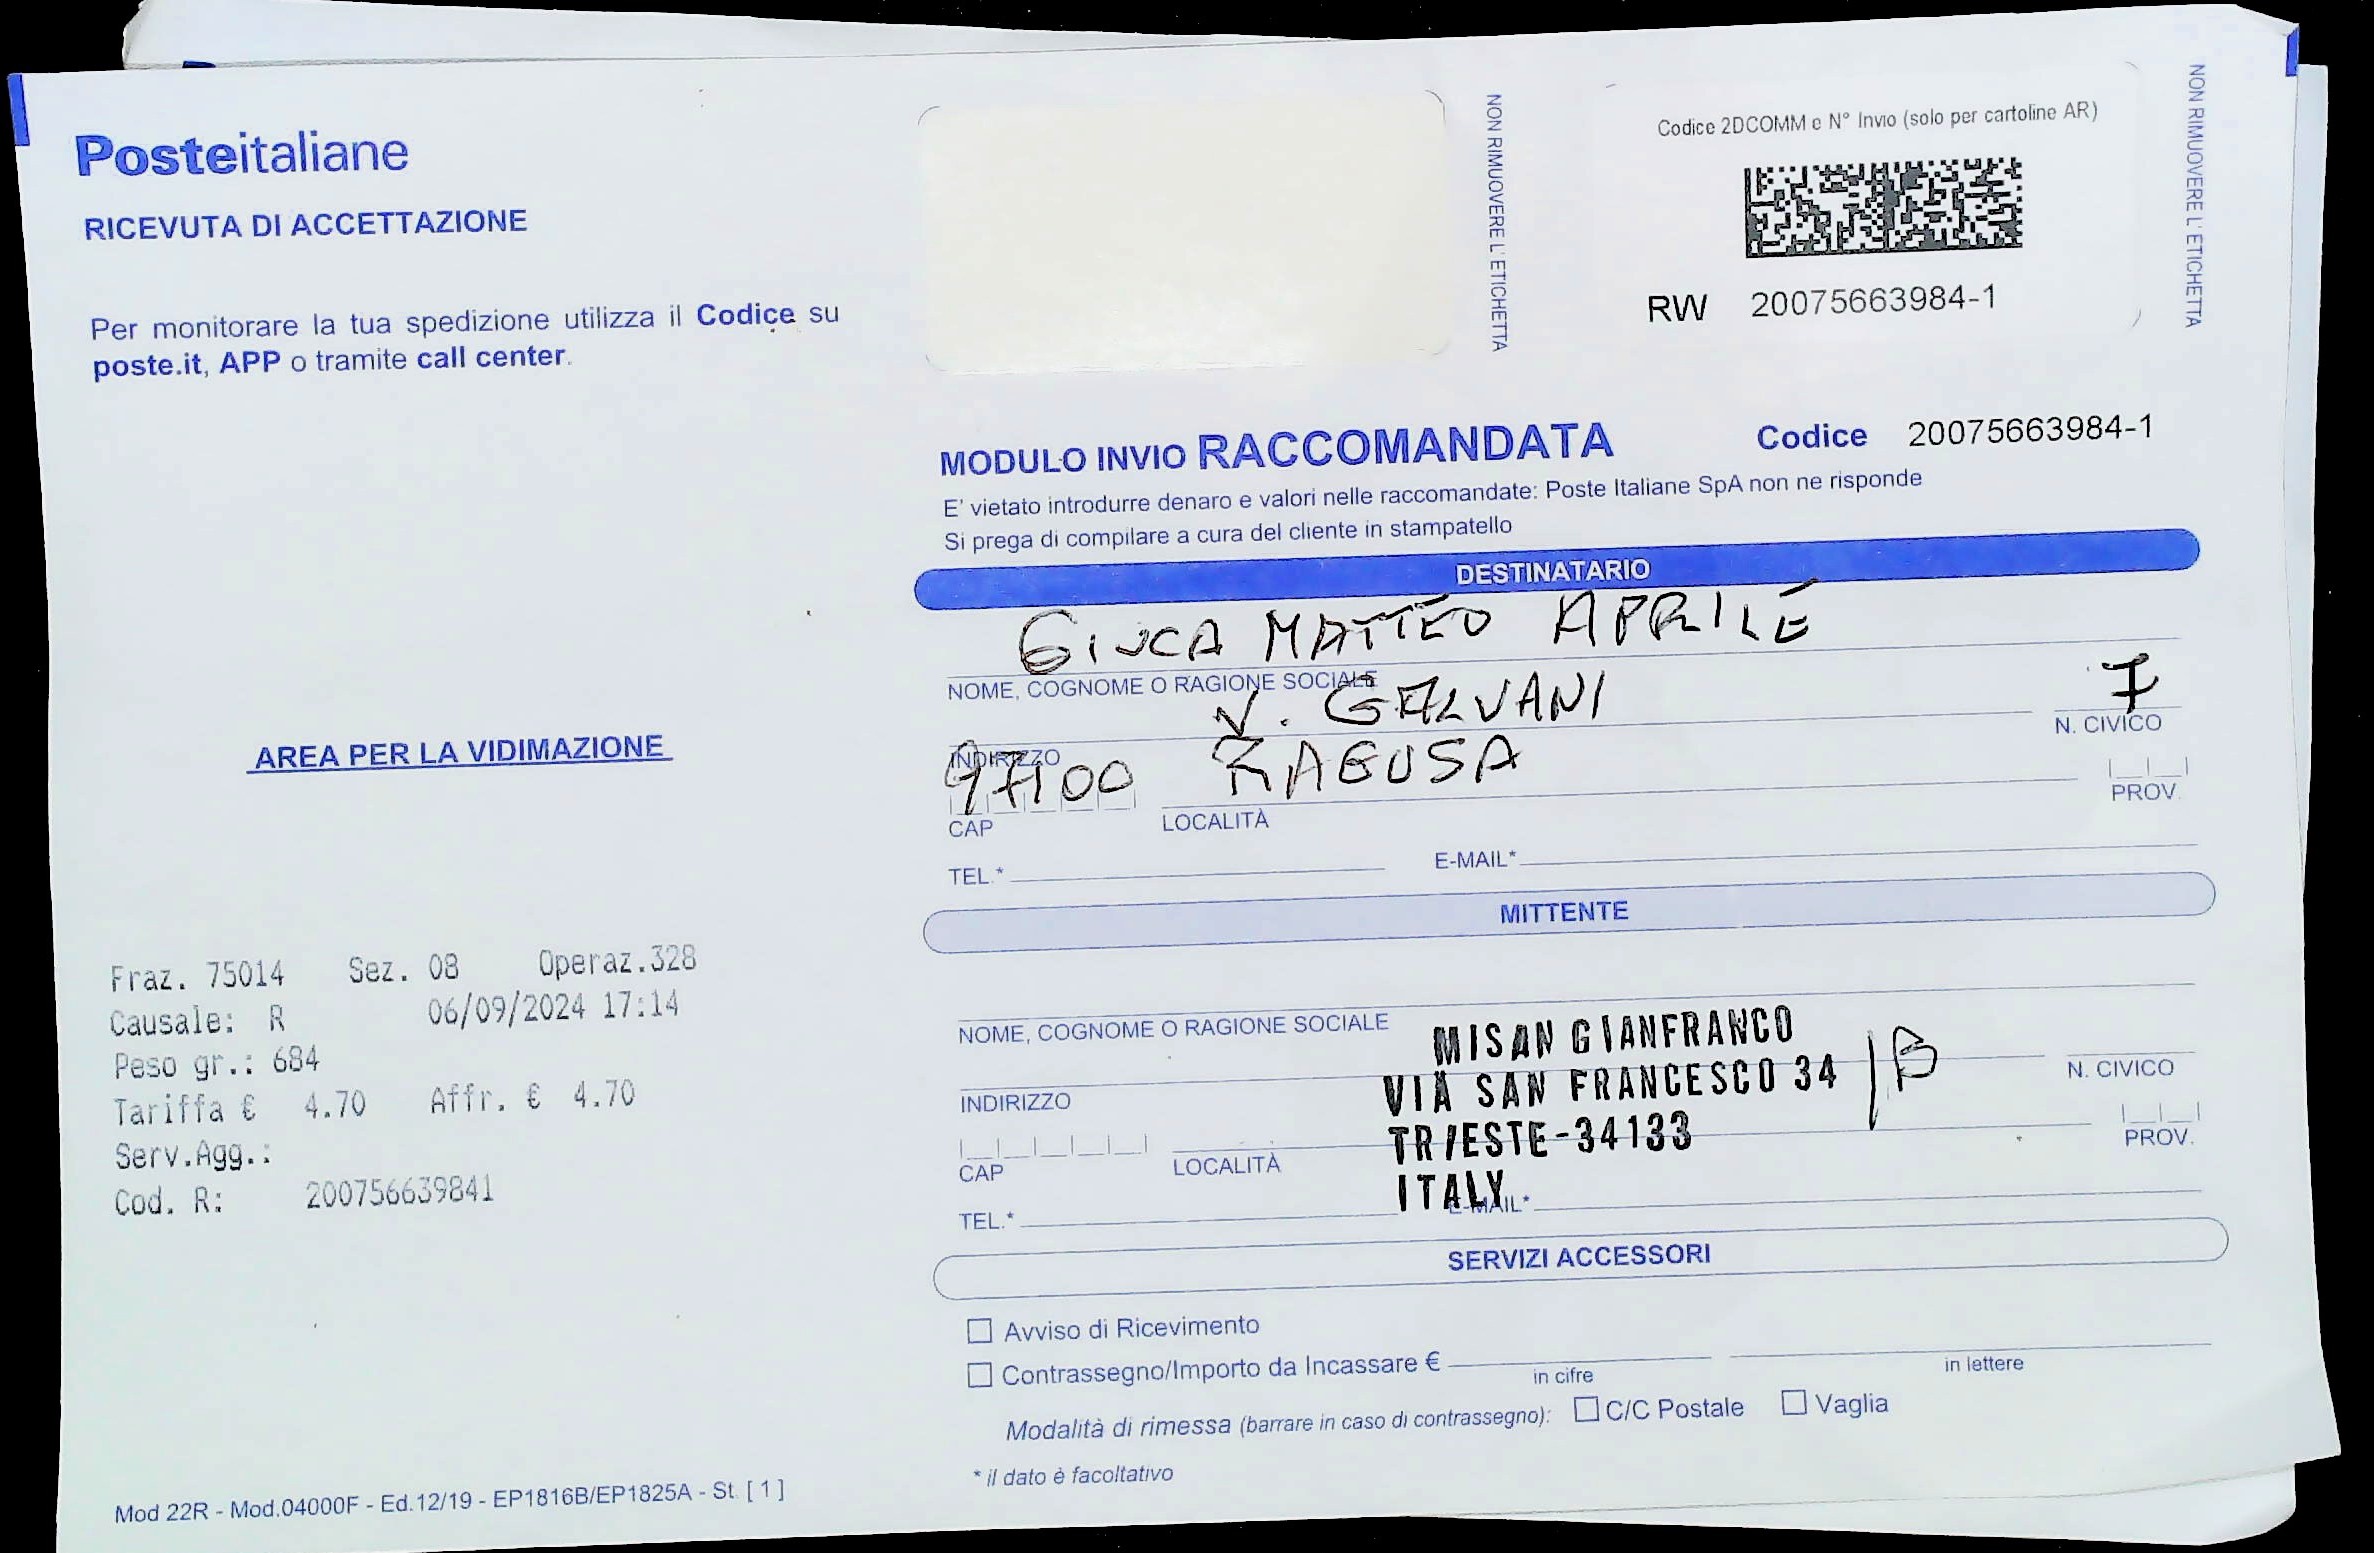 Posteitaliane
RICEVUTA DI ACCETTAZIONE
Per monitorare la tua spedizione utilizza il Codice su
poste.it, APP o tramite call center.
AREA PER LA VIDIMAZIONE
Fraz. 75014 Sez. 08 Operaz.328
Causale: R 06/09/2024 17:14
Peso gr.: 684
Tariffa € 4.70 Affr. € 4.70
Serv.Agg.:
Cod. R: 200756639841
Mod 22R - Mod.04000F - Ed.12/19 - EP1816B/EP1825A - St. [ 1 ]
NON RIMUOVERE L' ETICHETTA
Codice 2DCOMM e N° Invio (solo per cartoline AR)
RW 20075663984-1
NON RIMUOVERE L' ETICHETTA
MODULO INVIO RACCOMANDATA Codice 20075663984-1
E' vietato introdurre denaro e valori nelle raccomandate: Poste Italiane SpA non ne risponde
Si prega di compilare a cura del cliente in stampatello
DESTINATARIO
GIUCA MATTEO APRILE
NOME, COGNOME O RAGIONE SOCIALE
V. GALVANI 7
INDIRIZZO N. CIVICO
97100 RAGUSA
CAP LOCALITÀ PROV.
TEL.* E-MAIL*
MITTENTE
NOME, COGNOME O RAGIONE SOCIALE
MISAN GIANFRANCO
VIA SAN FRANCESCO 34 /B
INDIRIZZO N. CIVICO
TRIESTE-34133
CAP LOCALITÀ PROV.
ITALY
TEL.* E-MAIL*
SERVIZI ACCESSORI
Avviso di Ricevimento
Contrassegno/Importo da Incassare €
in cifre in lettere
Modalità di rimessa (barrare in caso di contrassegno): C/C Postale Vaglia
* il dato è facoltativo